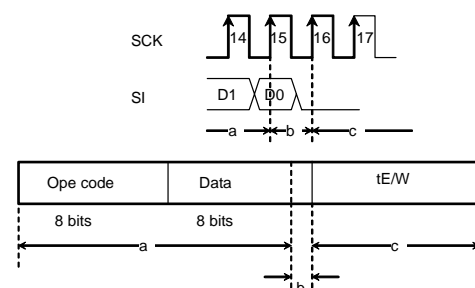 SCK 14 15 16 17
SI D1 D0
a b c
Ope code Data tE/W
8 bits 8 bits
a c
b